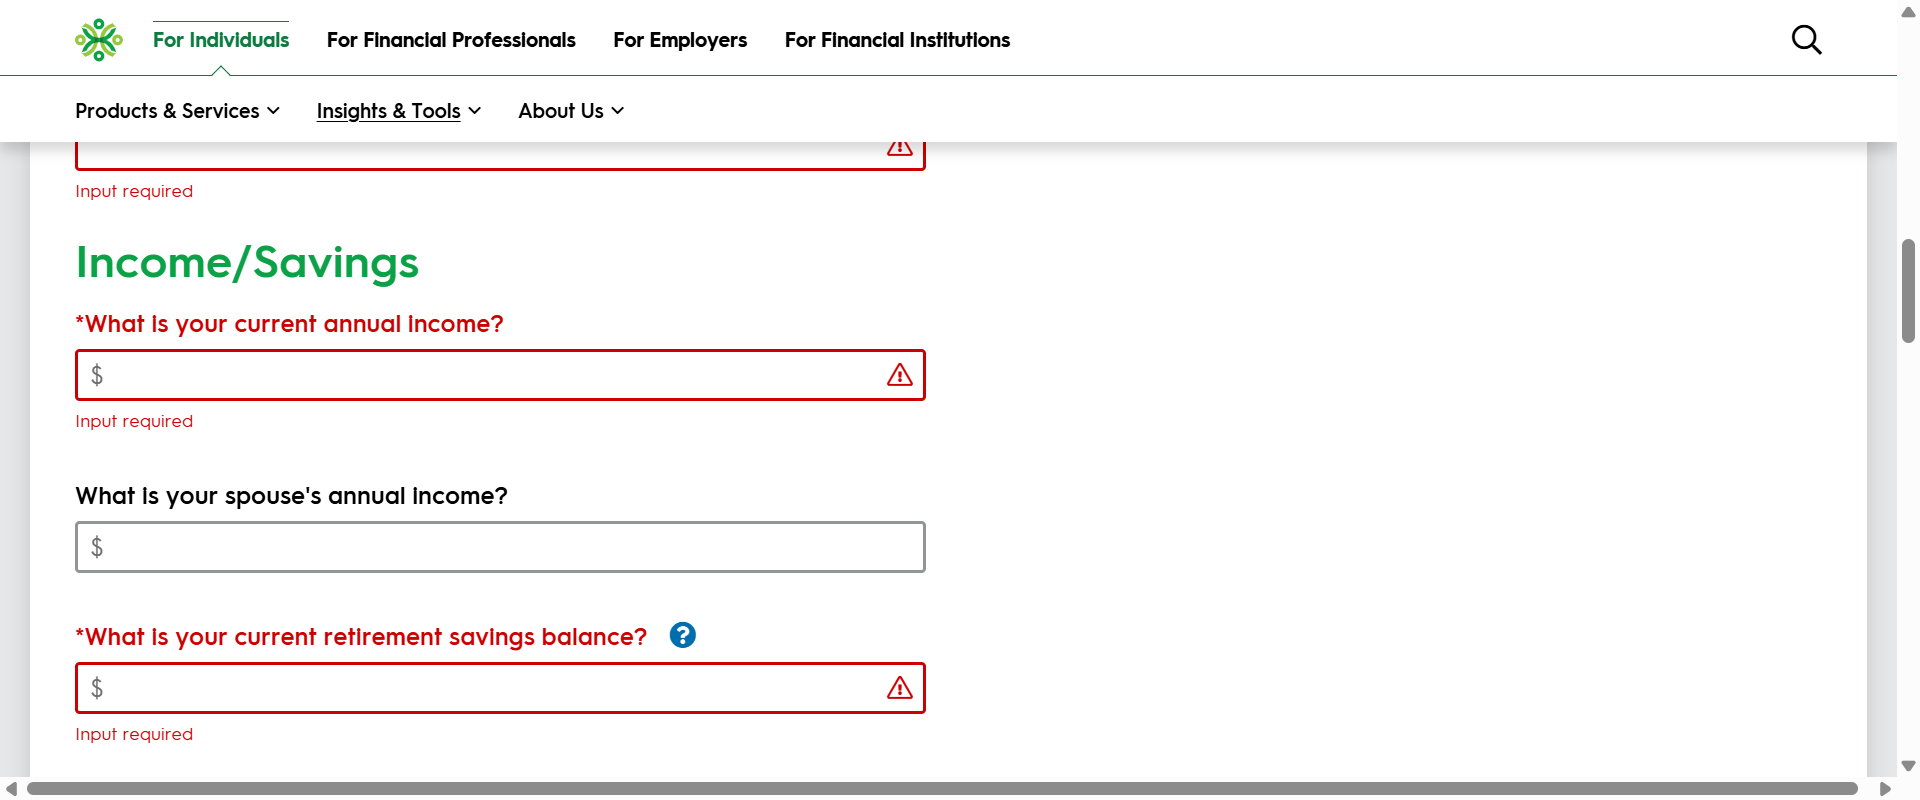 For Individuals For Financial Professionals For Employers For Financial Institutions
Products & Services Insights & Tools About Us
Input required
Income/Savings
*What is your current annual income?
$
Input required
What is your spouse's annual income?
$
*What is your current retirement savings balance? ?
$
Input required